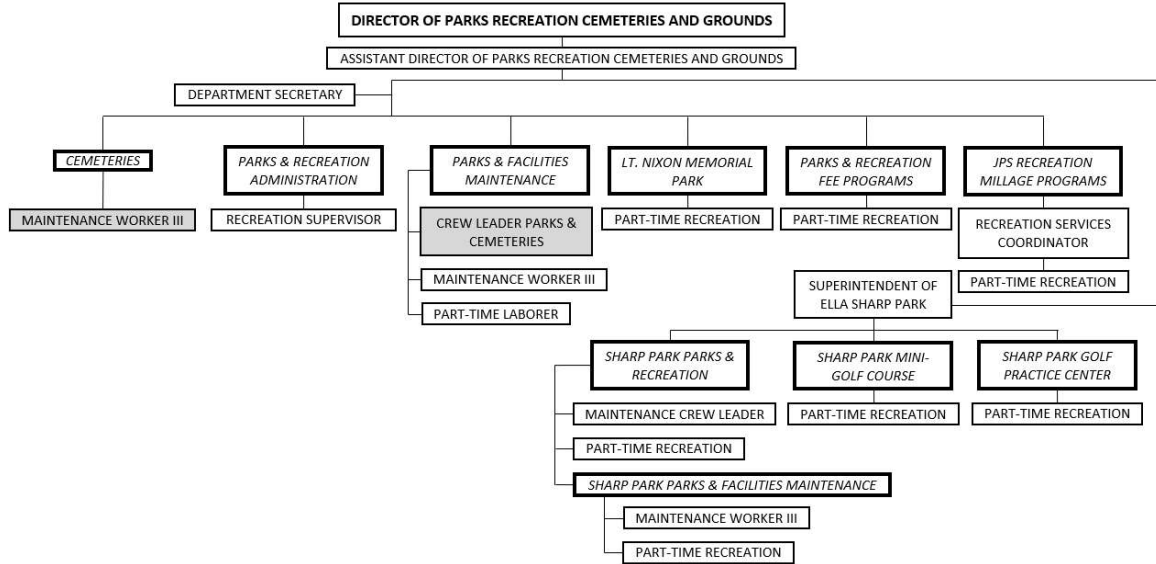 DIRECTOR OF PARKS RECREATION CEMETERIES AND GROUNDS
ASSISTANT DIRECTOR OF PARKS RECREATION CEMETERIES AND GROUNDS
DEPARTMENT SECRETARY
CEMETERIES
MAINTENANCE WORKER III
PARKS & RECREATION
ADMINISTRATION
RECREATION SUPERVISOR
PARKS & FACILITIES
MAINTENANCE
CREW LEADER PARKS &
CEMETERIES
MAINTENANCE WORKER III
PART-TIME LABORER
LT. NIXON MEMORIAL
PARK
PART-TIME RECREATION
PARKS & RECREATION
FEE PROGRAMS
PART-TIME RECREATION
JPS RECREATION
MILLAGE PROGRAMS
RECREATION SERVICES
COORDINATOR
PART-TIME RECREATION
SUPERINTENDENT OF
ELLA SHARP PARK
SHARP PARK PARKS &
RECREATION
MAINTENANCE CREW LEADER
PART-TIME RECREATION
SHARP PARK PARKS & FACILITIES MAINTENANCE
MAINTENANCE WORKER III
PART-TIME RECREATION
SHARP PARK MINI-
GOLF COURSE
PART-TIME RECREATION
SHARP PARK GOLF
PRACTICE CENTER
PART-TIME RECREATION